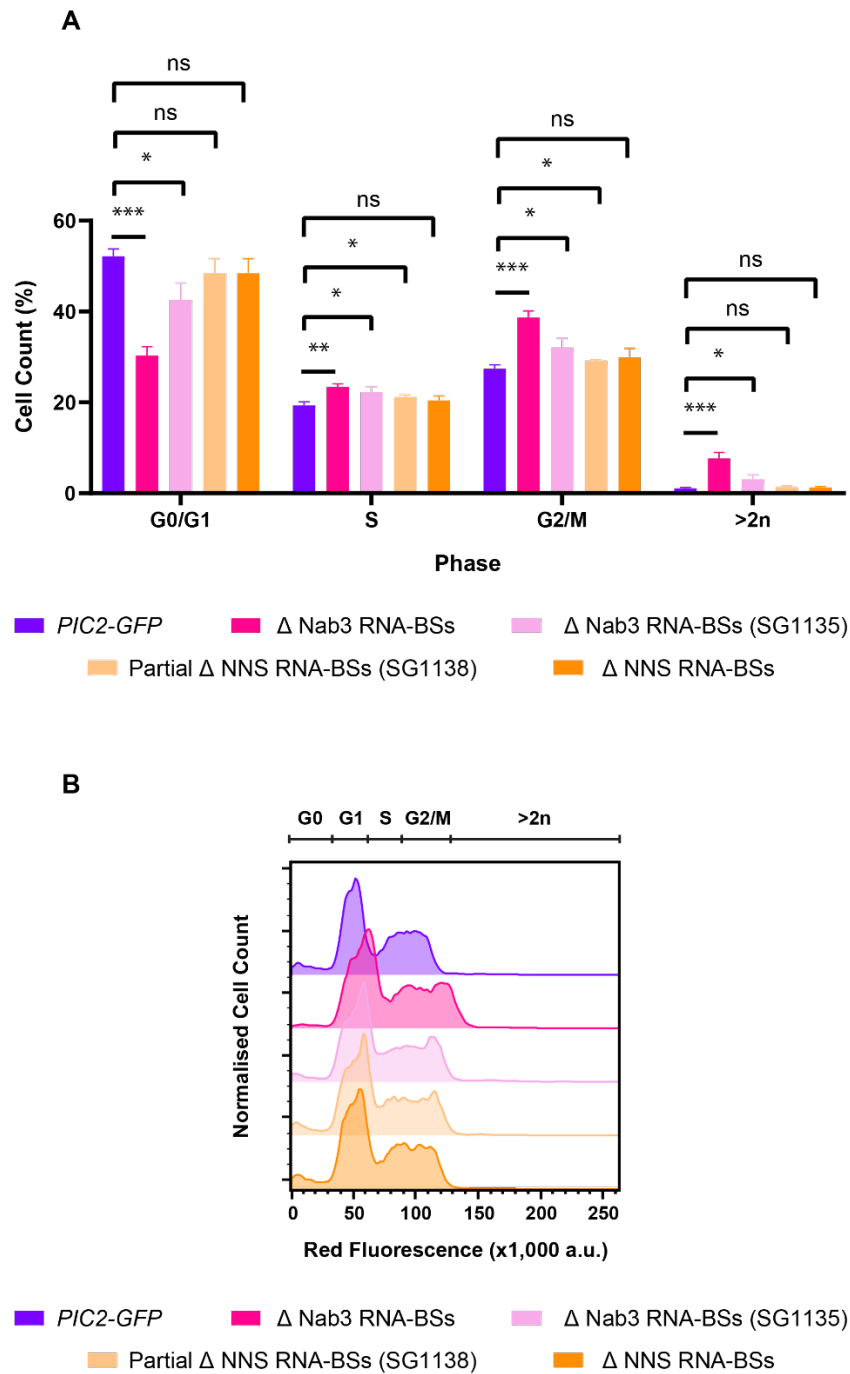 A
ns
ns
*
***
ns
*
*
**
ns
*
*
***
ns
ns
*
***
60
40
20
0
Cell Count (%)
G0/G1 S G2/M >2n
Phase
PIC2-GFP Δ Nab3 RNA-BSs Δ Nab3 RNA-BSs (SG1135)
Partial Δ NNS RNA-BSs (SG1138) Δ NNS RNA-BSs
B
G0 G1 S G2/M >2n
Normalised Cell Count
0 50 100 150 200 250
Red Fluorescence (x1,000 a.u.)
PIC2-GFP Δ Nab3 RNA-BSs Δ Nab3 RNA-BSs (SG1135)
Partial Δ NNS RNA-BSs (SG1138) Δ NNS RNA-BSs